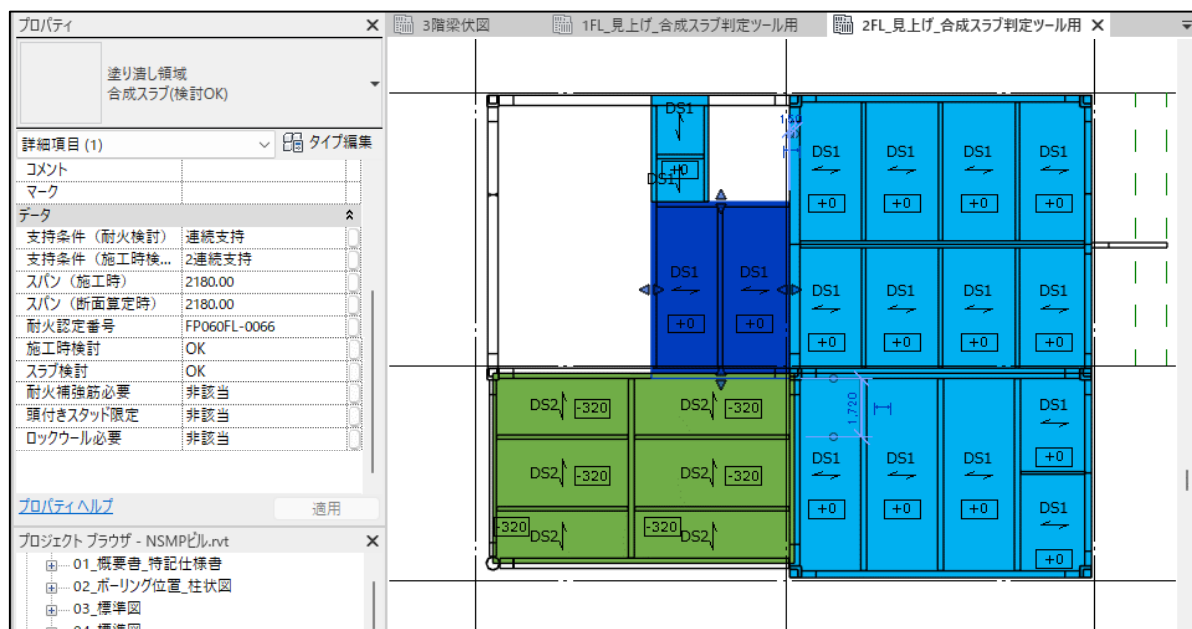 プロパティ
3階梁伏図
1FL_見上げ_合成スラブ判定ツール用
2FL_見上げ_合成スラブ判定ツール用
塗り潰し領域
合成スラブ(検討OK)
詳細項目 (1)
タイプ編集
コメント
マーク
データ
支持条件（耐火検討） 連続支持
支持条件（施工時検... 2連続支持
スパン（施工時） 2180.00
スパン（断面算定時） 2180.00
耐火認定番号 FP060FL-0066
施工時検討 OK
スラブ検討 OK
耐火補強筋必要 非該当
頭付きスタッド限定 非該当
ロックウール必要 非該当
プロパティヘルプ
適用
プロジェクト ブラウザ - NSMPビル.rvt
01_概要書_特記仕様書
02_ボーリング位置_柱状図
03_標準図
04_標準図
DS1
150
+0
DS1
DS1 DS1 DS1 DS1
+0 +0 +0 +0
DS1 DS1
+0 +0
DS1 DS1 DS1 DS1
+0 +0 +0 +0
DS2 -320 DS2 -320
1,720
DS1
+0
DS2 -320 DS2 -320
DS1 DS1 DS1
+0 +0 +0
-320 DS2 -320 DS2
DS1
+0